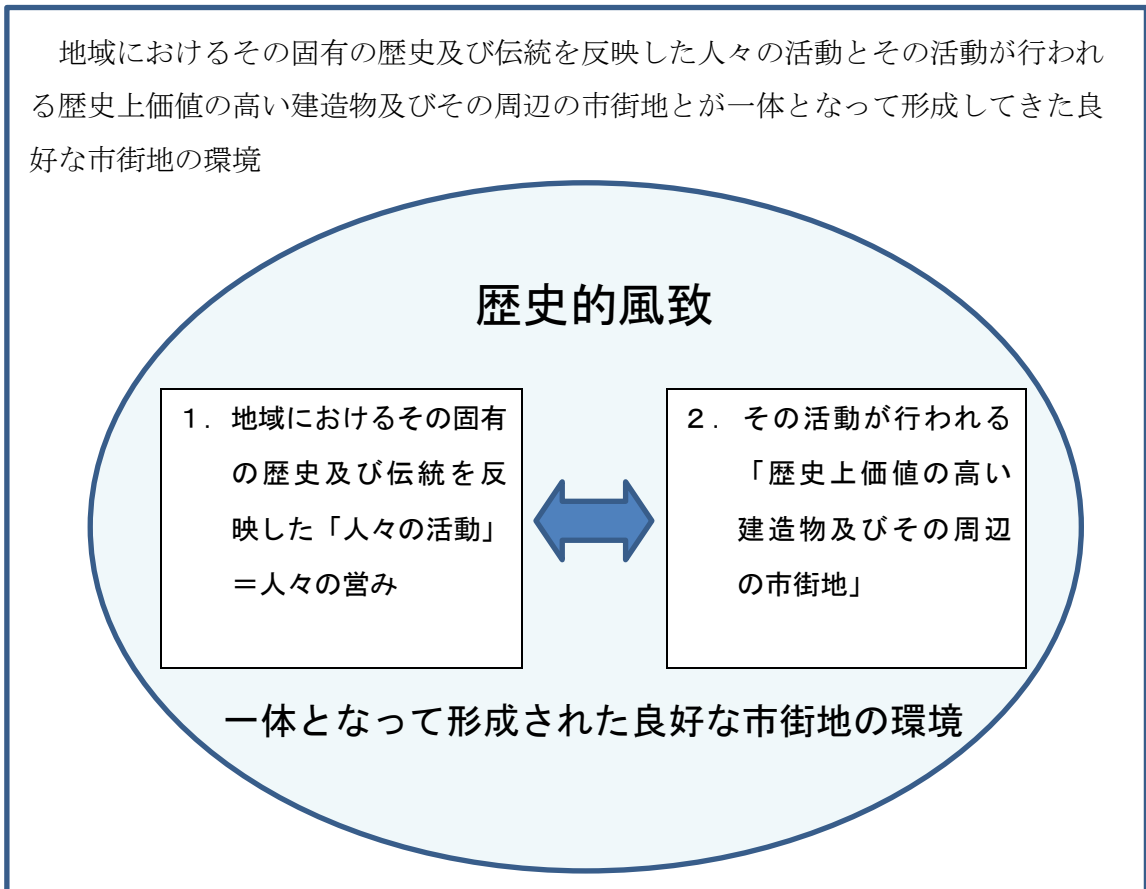 地域におけるその固有の歴史及び伝統を反映した人々の活動とその活動が行われ
る歴史上価値の高い建造物及びその周辺の市街地とが一体となって形成してきた良
好な市街地の環境
歴史的風致
１．地域におけるその固有
の歴史及び伝統を反
映した「人々の活動」
＝人々の営み
２．その活動が行われる
「歴史上価値の高い
建造物及びその周辺
の市街地」
一体となって形成された良好な市街地の環境